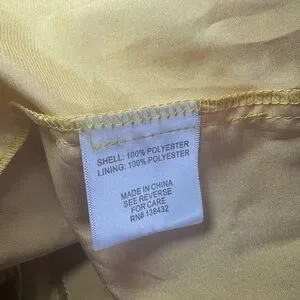 SHELL: 100% POLYESTER
LINING: 100% POLYESTER
MADE IN CHINA
SEE REVERSE
FOR CARE
RN# 138432